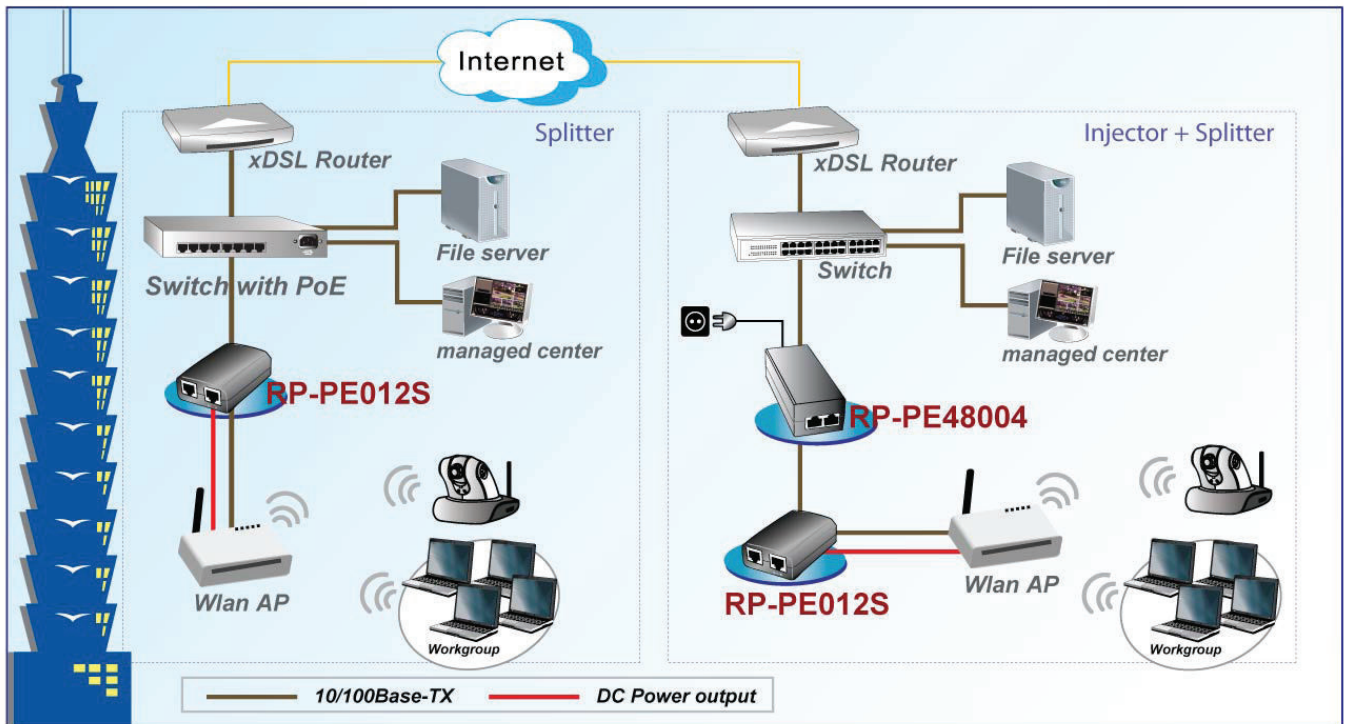 Internet
Splitter
xDSL Router
File server
Switch with PoE
managed center
RP-PE012S
Wlan AP
Workgroup
Injector + Splitter
xDSL Router
File server
Switch
managed center
RP-PE48004
Wlan AP
RP-PE012S
Workgroup
10/100Base-TX
DC Power output